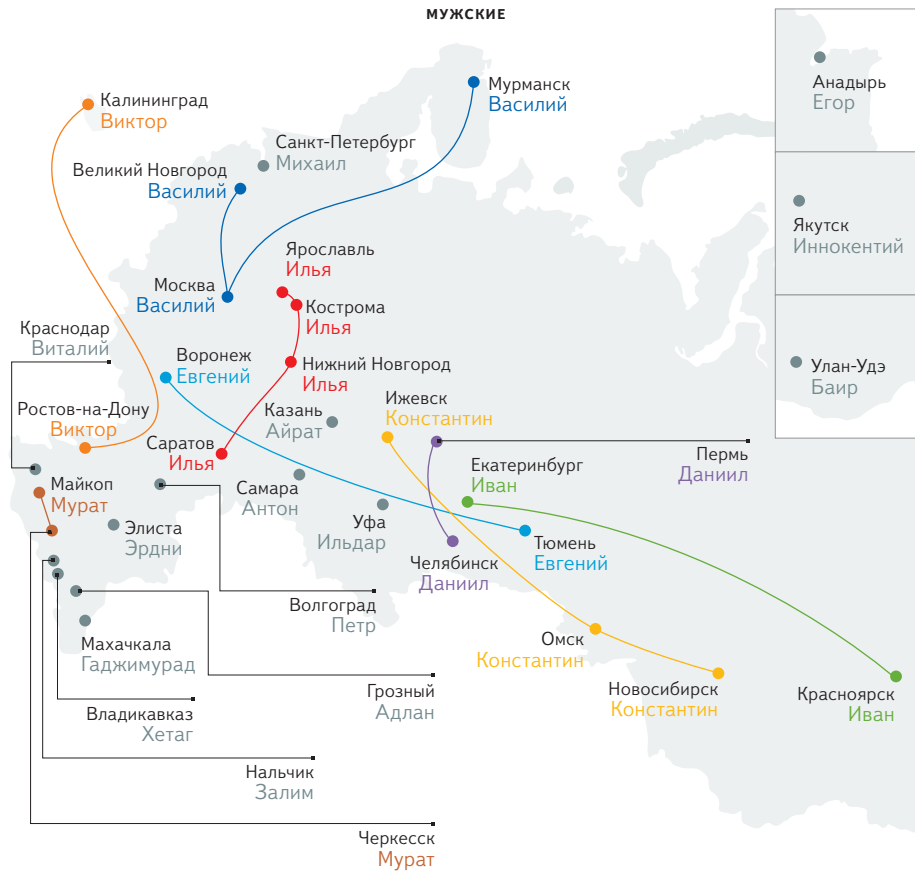 МУЖСКИЕ
Калининград
Виктор
Мурманск
Василий
Анадырь
Егор
Санкт-Петербург
Михаил
Великий Новгород
Василий
Якутск
Иннокентий
Ярославль
Илья
Москва
Василий
Кострома
Илья
Краснодар
Виталий
Воронеж
Евгений
Нижний Новгород
Илья
Улан-Удэ
Баир
Ростов-на-Дону
Виктор
Казань
Айрат
Ижевск
Константин
Саратов
Илья
Пермь
Даниил
Екатеринбург
Иван
Майкоп
Мурат
Самара
Антон
Элиста
Эрдни
Уфа
Ильдар
Тюмень
Евгений
Челябинск
Даниил
Волгоград
Петр
Махачкала
Гаджимурад
Омск
Константин
Грозный
Адлан
Новосибирск
Константин
Красноярск
Иван
Владикавказ
Хетаг
Нальчик
Залим
Черкесск
Мурат